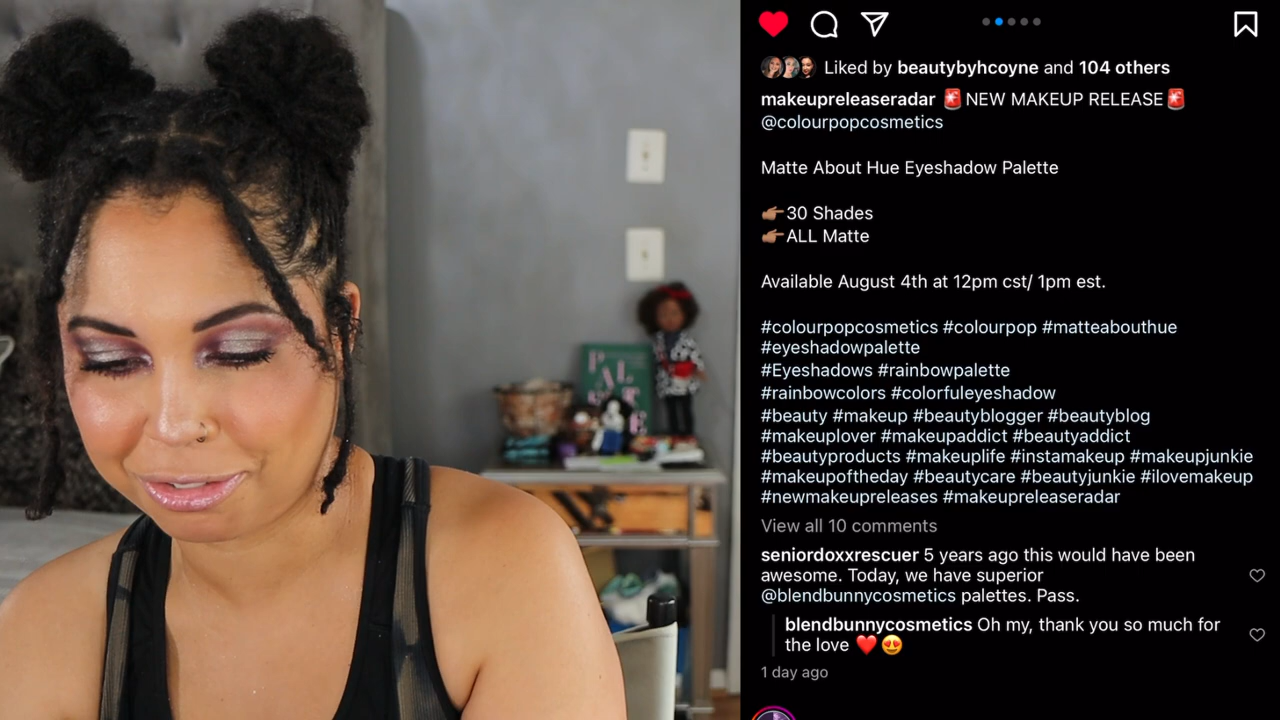 PAL
Liked by beautybyhcoyne and 104 others
makeupreleaseradar 🚨NEW MAKEUP RELEASE🚨
@colourpopcosmetics
Matte About Hue Eyeshadow Palette
👉🏽30 Shades
👉🏽ALL Matte
Available August 4th at 12pm cst/ 1pm est.
#colourpopcosmetics #colourpop #matteabouthue
#eyeshadowpalette
#Eyeshadows #rainbowpalette
#rainbowcolors #colorfuleyeshadow
#beauty #makeup #beautyblogger #beautyblog
#makeuplover #makeupaddict #beautyaddict
#beautyproducts #makeuplife #instamakeup #makeupjunkie
#makeupoftheday #beautycare #beautyjunkie #ilovemakeup
#newmakeupreleases #makeupreleaseradar
View all 10 comments
seniordoxxrescuer 5 years ago this would have been
awesome. Today, we have superior
@blendbunnycosmetics palettes. Pass.
blendbunnycosmetics Oh my, thank you so much for
the love ❤️😍
1 day ago